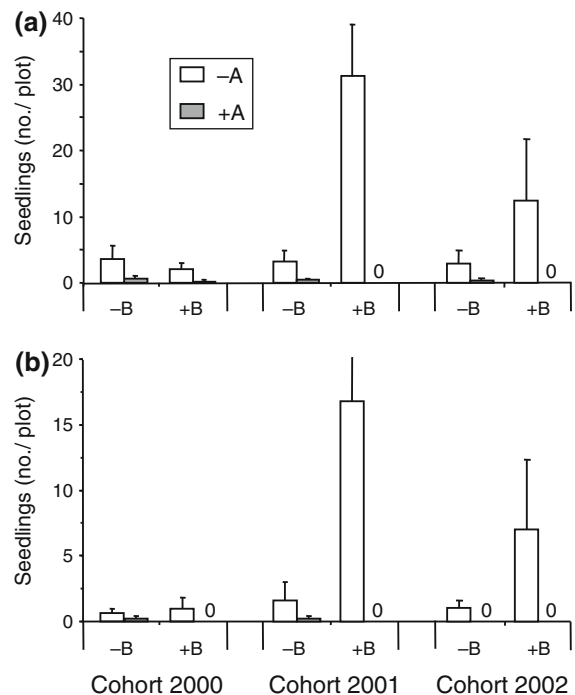 (a)
Seedlings (no./ plot)
40
30
20
10
0
–A
+A
0
0
–B +B –B +B –B +B
(b)
Seedlings (no./ plot)
20
15
10
5
0
0
0
0
0
–B +B –B +B –B +B
Cohort 2000 Cohort 2001 Cohort 2002